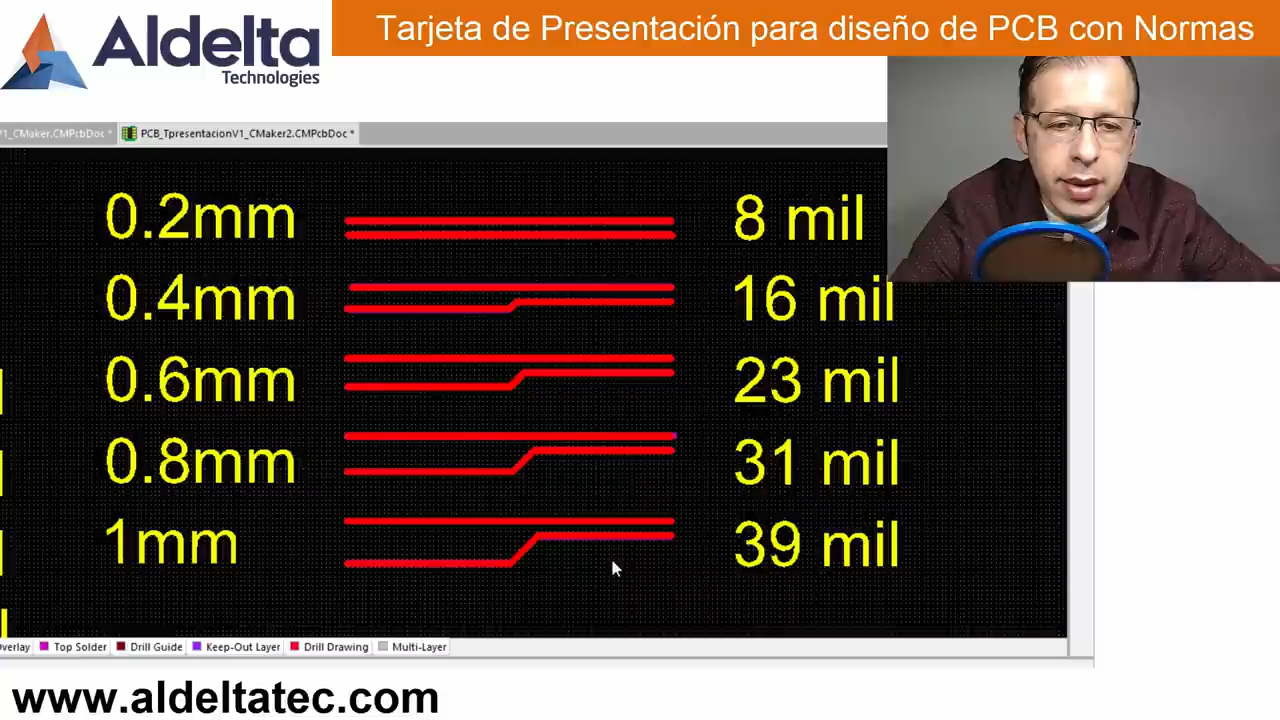 Aldelta
Technologies
Tarjeta de Presentación para diseño de PCB con Normas
V1_CMaker.CMPcbDoc *
PCB_TpresentacionV1_CMaker2.CMPcbDoc *
0.2mm 8 mil
0.4mm 16 mil
0.6mm 23 mil
0.8mm 31 mil
1mm 39 mil
Top Solder Drill Guide Keep-Out Layer Drill Drawing Multi-Layer
www.aldeltatec.com